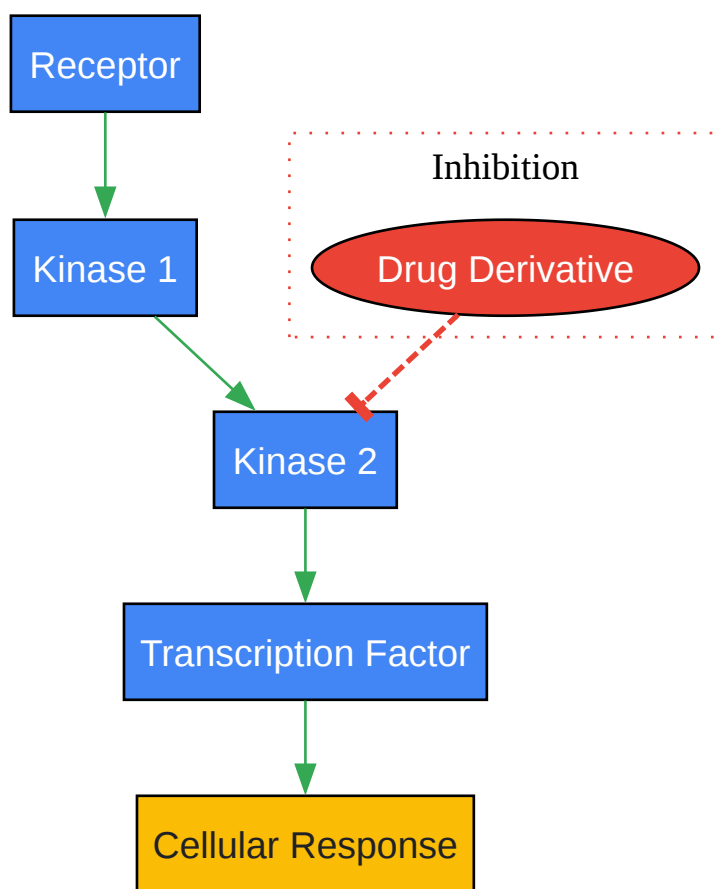 Receptor
Inhibition
Kinase 1
Drug Derivative
Kinase 2
Transcription Factor
Cellular Response